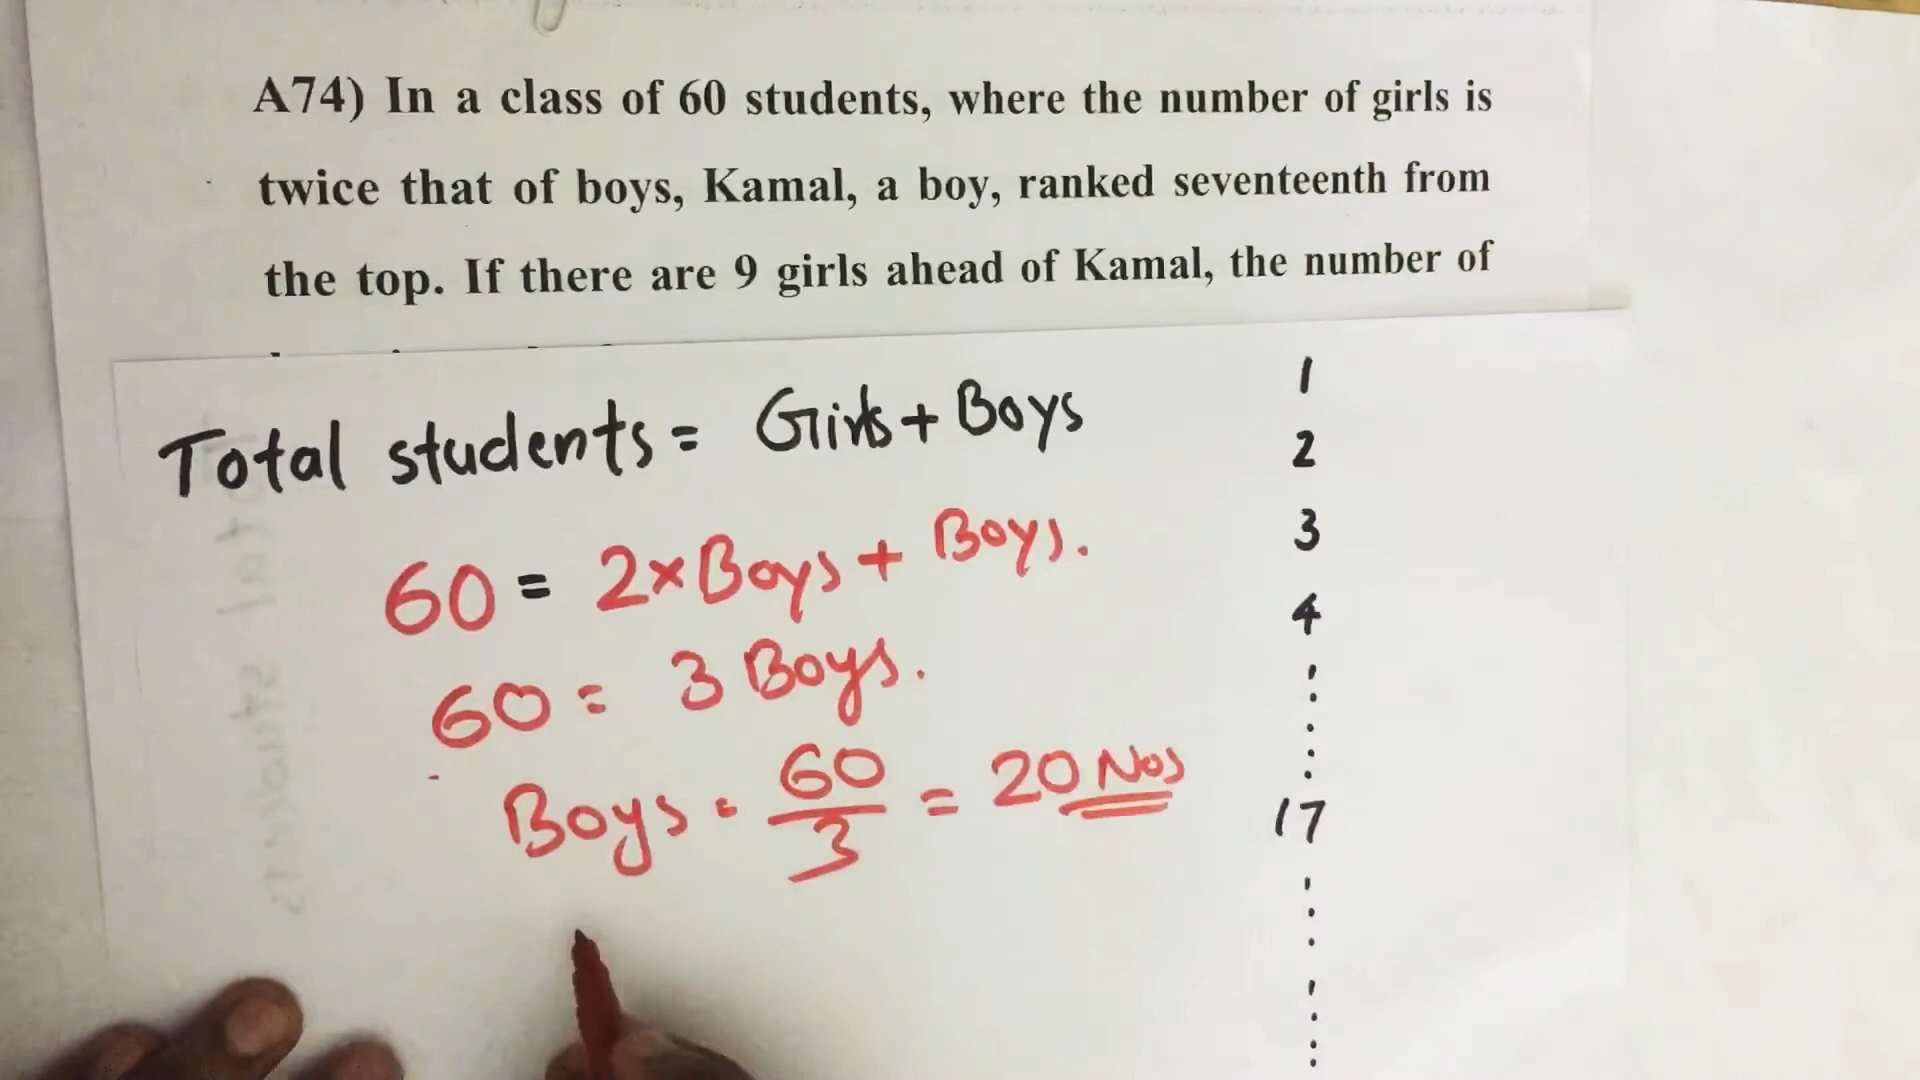 A74) In a class of 60 students, where the number of girls is
twice that of boys, Kamal, a boy, ranked seventeenth from
the top. If there are 9 girls ahead of Kamal, the number of
Total students = Girls + Boys
60 = 2×Boys + Boys.
60 = 3 Boys.
Boys = 60/3 = 20 Nos
1
2
3
4
17